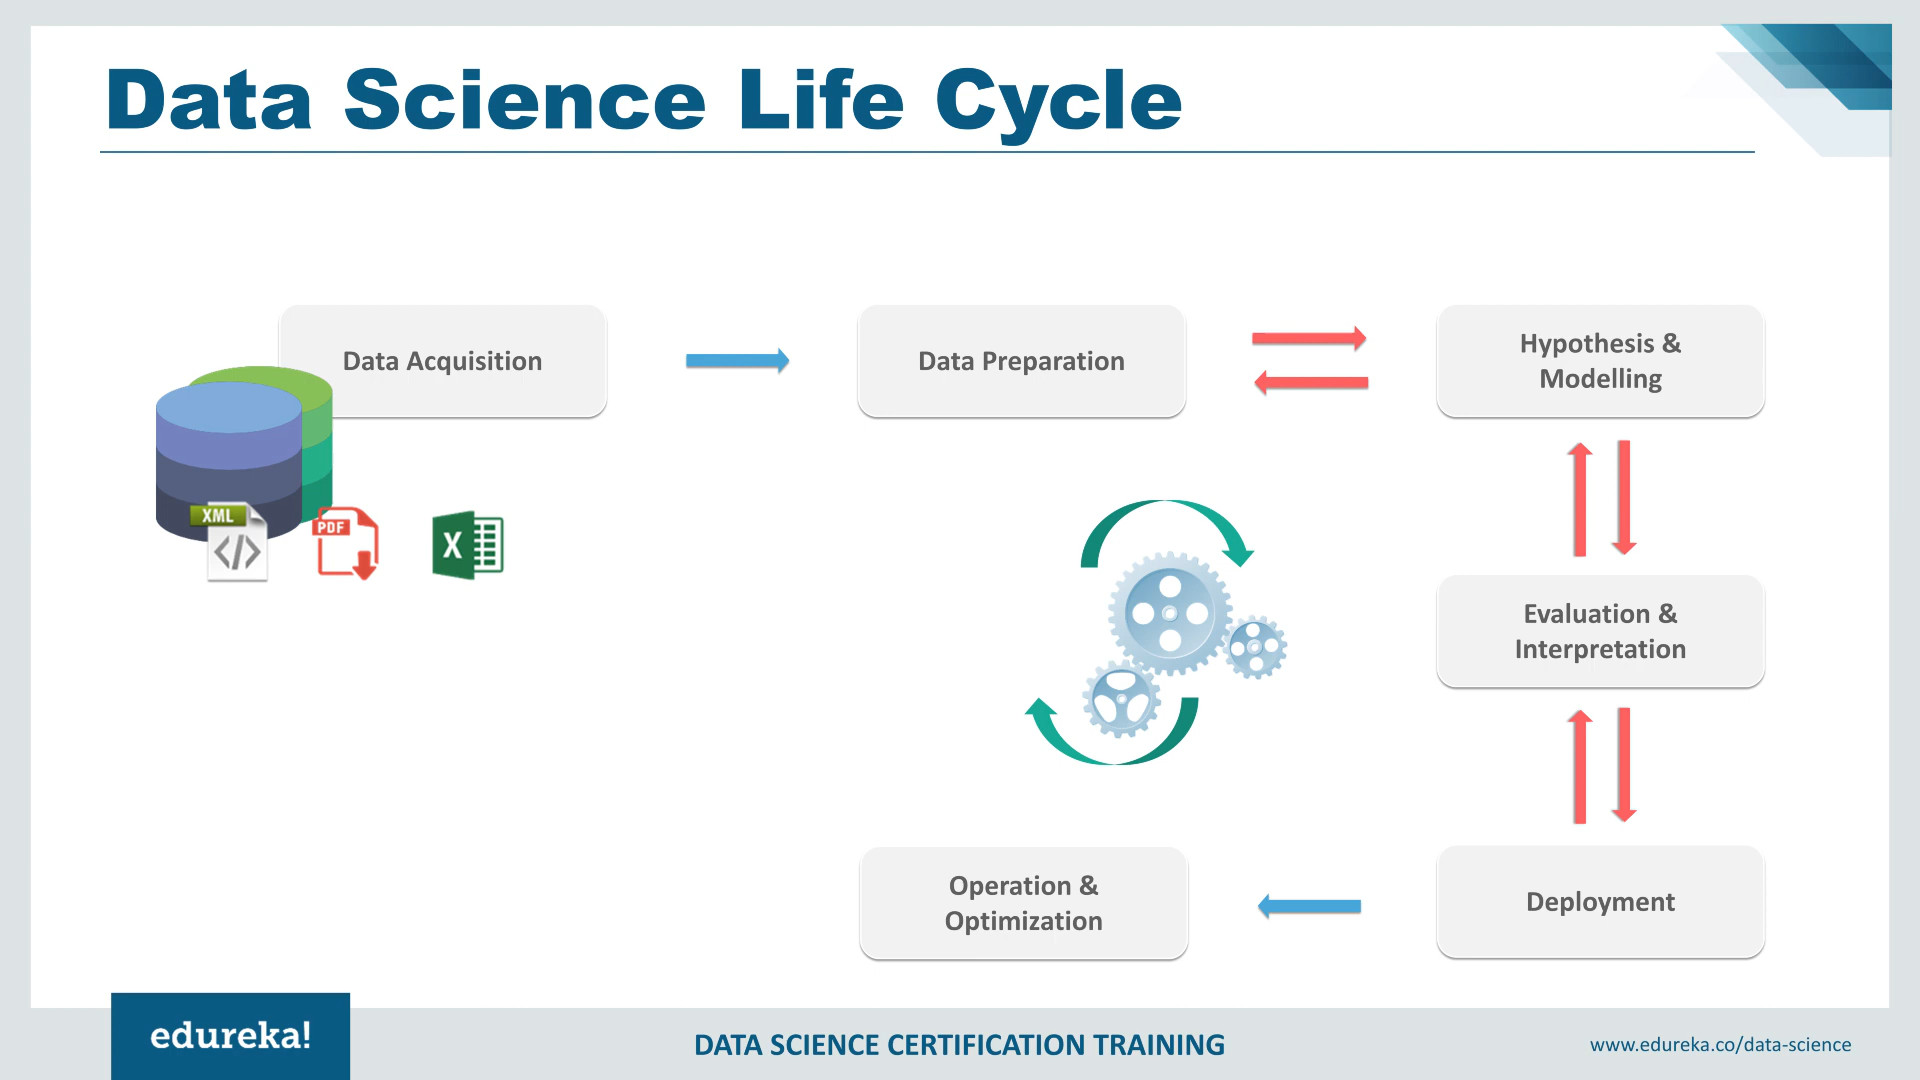 Data Science Life Cycle
Data Acquisition
Data Preparation
Hypothesis &
Modelling
XML
</>
PDF
X
Evaluation &
Interpretation
Operation &
Optimization
Deployment
edureka!
DATA SCIENCE CERTIFICATION TRAINING
www.edureka.co/data-science